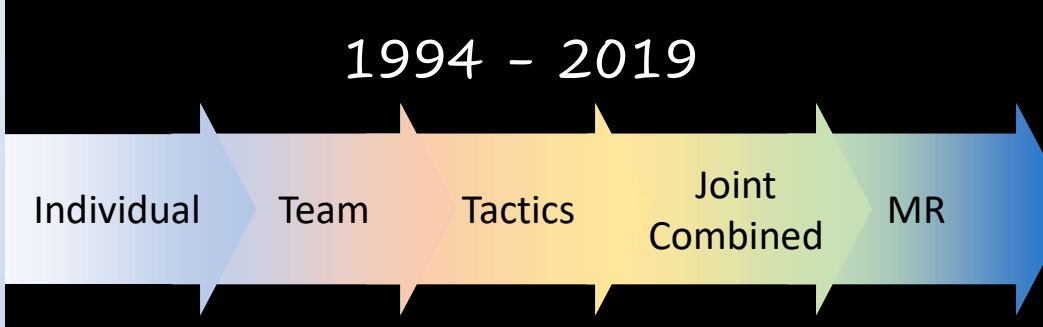 1994 - 2019
Individual
Team
Tactics
Joint
Combined
MR